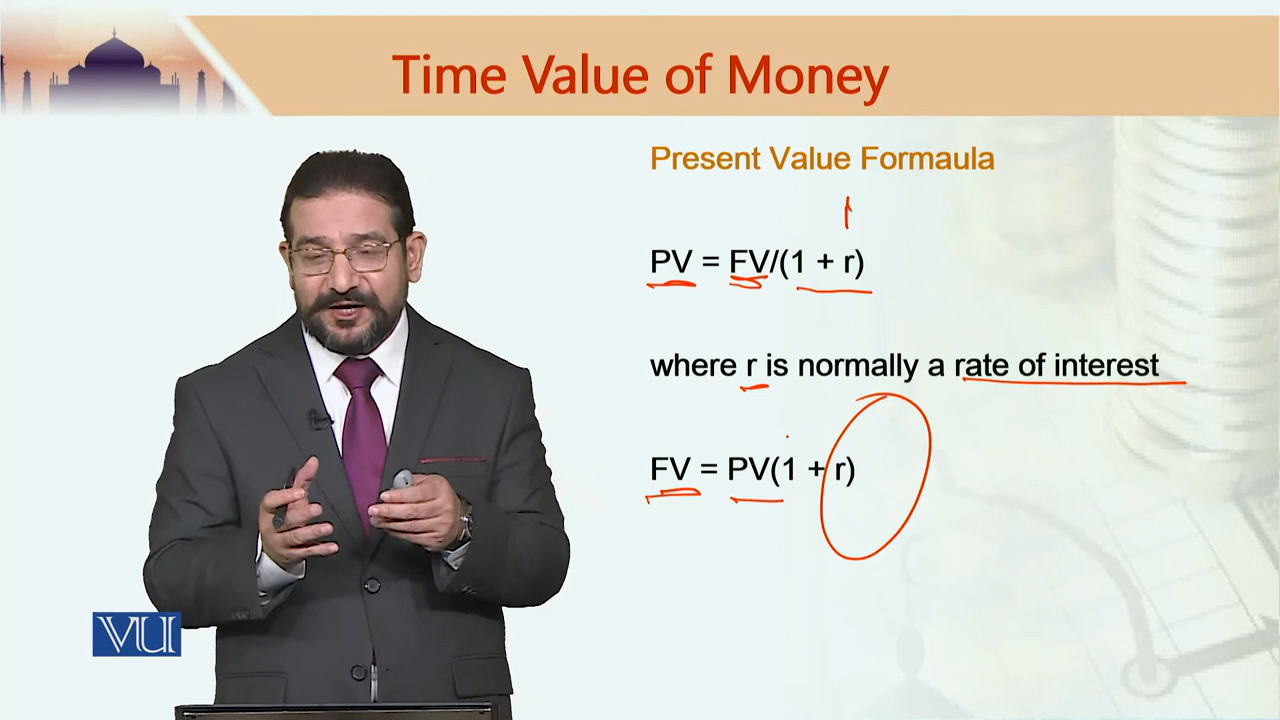 Time Value of Money
Present Value Formaula
r
PV = FV/(1 + r)
where r is normally a rate of interest
FV = PV(1 + r)
VU